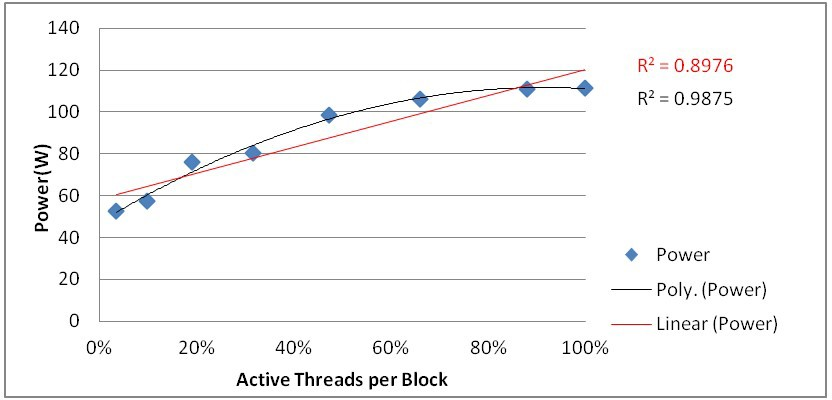 140
120
100
80
60
40
20
0
Power(W)
0% 20% 40% 60% 80% 100%
Active Threads per Block
R² = 0.8976
R² = 0.9875
Power
Poly. (Power)
Linear (Power)